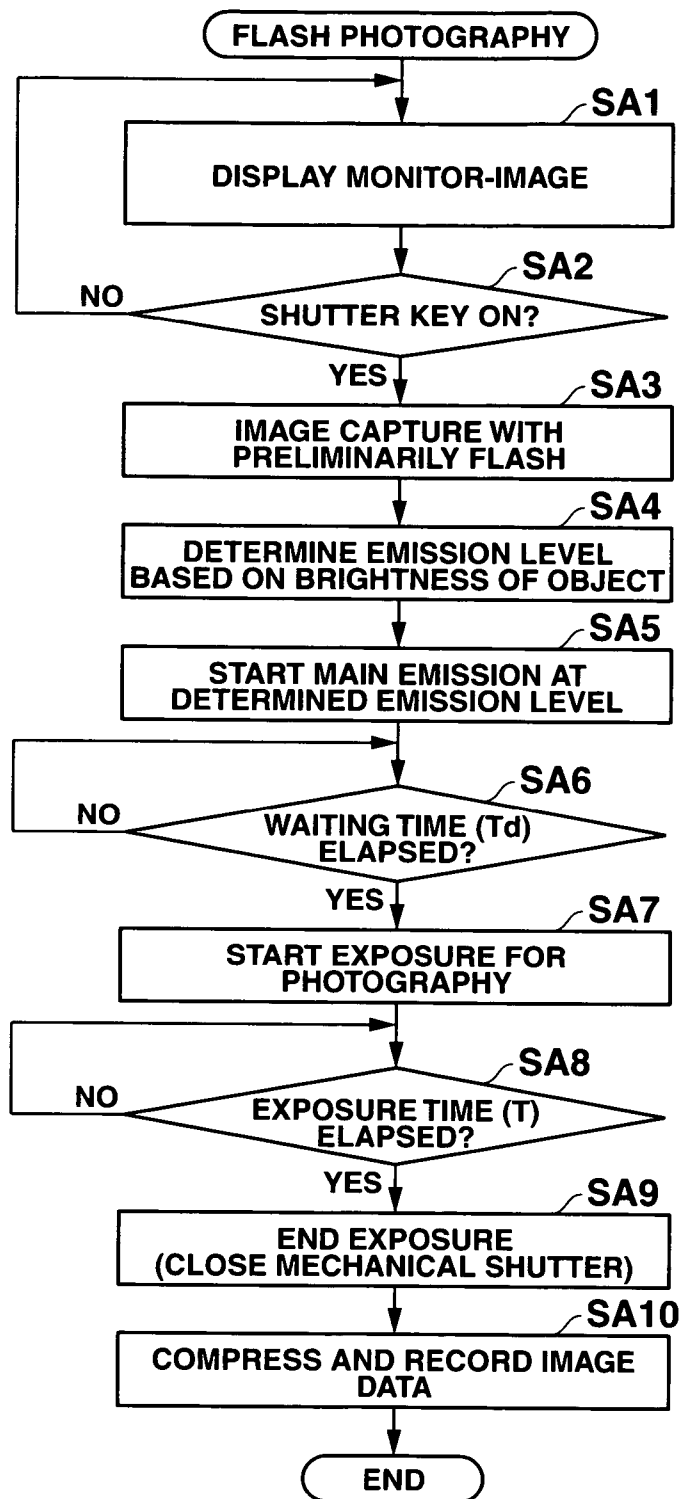 FLASH PHOTOGRAPHY
SA1
DISPLAY MONITOR-IMAGE
SA2
SHUTTER KEY ON?
NO
YES
SA3
IMAGE CAPTURE WITH
PRELIMINARILY FLASH
SA4
DETERMINE EMISSION LEVEL
BASED ON BRIGHTNESS OF OBJECT
SA5
START MAIN EMISSION AT
DETERMINED EMISSION LEVEL
SA6
WAITING TIME (Td)
ELAPSED?
NO
YES
SA7
START EXPOSURE FOR
PHOTOGRAPHY
SA8
EXPOSURE TIME (T)
ELAPSED?
NO
YES
SA9
END EXPOSURE
(CLOSE MECHANICAL SHUTTER)
SA10
COMPRESS AND RECORD IMAGE
DATA
END